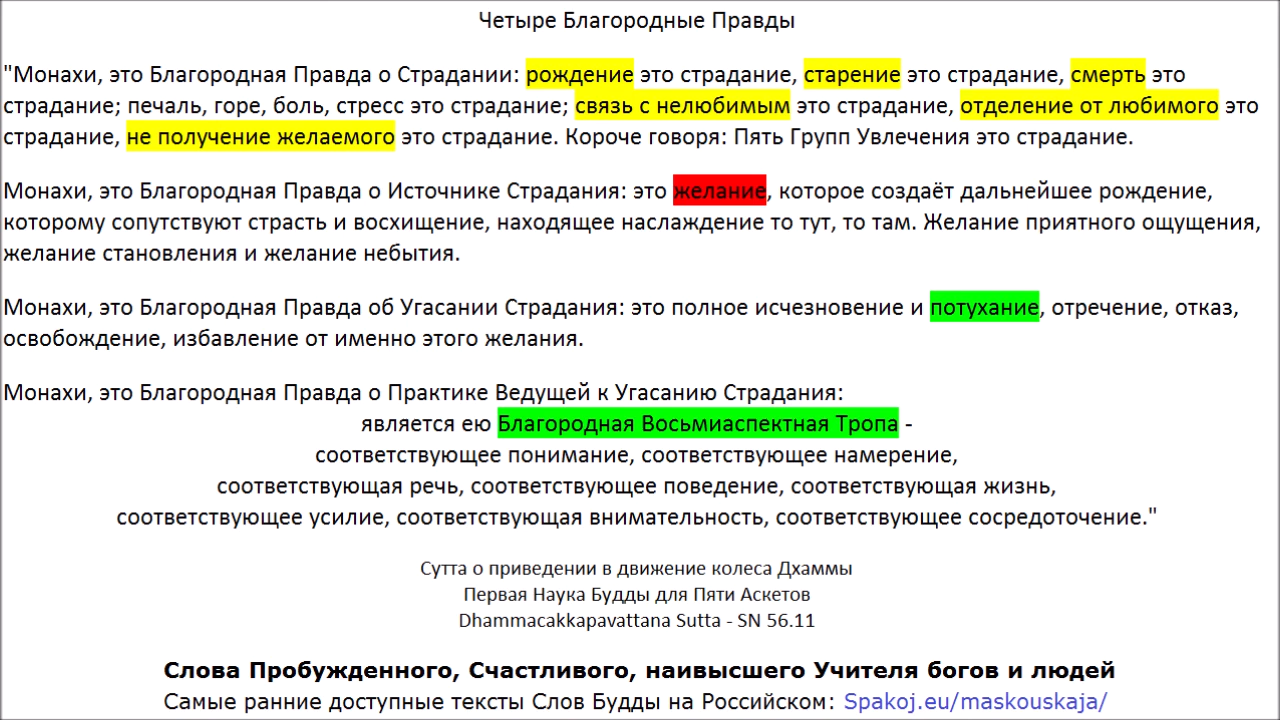 Четыре Благородные Правды
"Монахи, это Благородная Правда о Страдании: рождение это страдание, старение это страдание, смерть это
страдание; печаль, горе, боль, стресс это страдание; связь с нелюбимым это страдание, отделение от любимого это
страдание, не получение желаемого это страдание. Короче говоря: Пять Групп Увлечения это страдание.
Монахи, это Благородная Правда о Источнике Страдания: это желание, которое создаёт дальнейшее рождение,
которому сопутствуют страсть и восхищение, находящее наслаждение то тут, то там. Желание приятного ощущения,
желание становления и желание небытия.
Монахи, это Благородная Правда об Угасании Страдания: это полное исчезновение и потухание, отречение, отказ,
освобождение, избавление от именно этого желания.
Монахи, это Благородная Правда о Практике Ведущей к Угасанию Страдания:
является ею Благородная Восьмиаспектная Тропа -
соответствующее понимание, соответствующее намерение,
соответствующая речь, соответствующее поведение, соответствующая жизнь,
соответствующее усилие, соответствующая внимательность, соответствующее сосредоточение."
Сутта о приведении в движение колеса Дхаммы
Первая Наука Будды для Пяти Аскетов
Dhammacakkapavattana Sutta - SN 56.11
Слова Пробужденного, Счастливого, наивысшего Учителя богов и людей
Самые ранние доступные тексты Слов Будды на Российском: Spakoj.eu/maskouskaja/